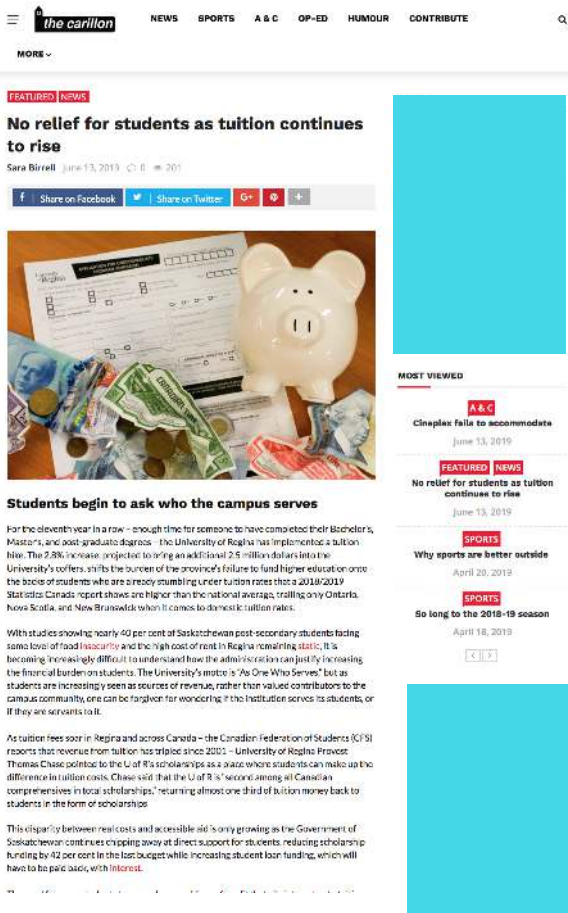 the carillon
NEWS SPORTS A & C OP-ED HUMOUR CONTRIBUTE
MORE
FEATURED NEWS
No relief for students as tuition continues
to rise
Sara Birrell June 13, 2019 0 201
f Share on Facebook Share on Twitter G+ +
University of Regina
Students begin to ask who the campus serves
For the eleventh year in a row – enough time for someone to have completed their Bachelor's,
Master's, and post-graduate degrees – the University of Regina has implemented a tuition
hike. The 2.8% increase, projected to bring an additional 2.5 million dollars into the
University's coffers, shifts the burden of the province's failure to fund higher education onto
the backs of students who are already stumbling under tuition rates that a 2018/2019
Statistics Canada report shows are higher than the national average, trailing only Ontario,
Nova Scotia, and New Brunswick when it comes to domestic tuition rates.
With studies showing nearly 40 per cent of Saskatchewan post-secondary students facing
some level of food insecurity and the high cost of rent in Regina remaining static, it is
becoming increasingly difficult to understand how the administration can justify increasing
the financial burden on students. The University's motto is "As One Who Serves," but as
students are increasingly seen as sources of revenue, rather than valued contributors to the
campus community, one can be forgiven for wondering if the institution serves its students, or
if they are servants to it.
As tuition fees soar in Regina and across Canada – the Canadian Federation of Students (CFS)
reports that revenue from tuition has tripled since 2001 – University of Regina Provost
Thomas Chase pointed to the U of R's scholarships as a place where students can make up the
difference in tuition costs. Chase said that the U of R is "second among all Canadian
comprehensives in total scholarships," returning almost one third of tuition money back to
students in the form of scholarships
This disparity between real costs and accessible aid is only growing as the Government of
Saskatchewan continues chipping away at direct support for students, reducing scholarship
funding by 42 per cent in the last budget while increasing student loan funding, which will
have to be paid back, with interest.
MOST VIEWED
A & C
Cineplex fails to accommodate
June 13, 2019
FEATURED NEWS
No relief for students as tuition
continues to rise
June 13, 2019
SPORTS
Why sports are better outside
April 20, 2019
SPORTS
So long to the 2018-19 season
April 18, 2019